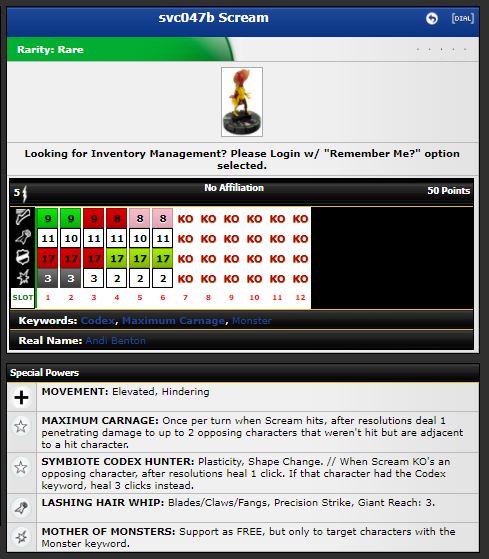 svc047b Scream
[DIAL]
Rarity: Rare
Looking for Inventory Management? Please Login w/ "Remember Me?" option
selected.
5 No Affiliation 50 Points
9 9 9 9 8 8 8 KO KO KO KO KO KO
11 10 11 11 10 11 KO KO KO KO KO KO
17 17 17 17 17 17 KO KO KO KO KO KO
3 3 3 2 2 2 KO KO KO KO KO KO
SLOT 1 2 3 4 5 6 7 8 9 10 11 12
Keywords: Codex, Maximum Carnage, Monster
Real Name: Andi Benton
Special Powers
MOVEMENT: Elevated, Hindering
MAXIMUM CARNAGE: Once per turn when Scream hits, after resolutions deal 1
penetrating damage to up to 2 opposing characters that weren't hit but are adjacent
to a hit character.
SYMBIOTE CODEX HUNTER: Plasticity, Shape Change. // When Scream KO's an
opposing character, after resolutions heal 1 click. If that character had the Codex
keyword, heal 3 clicks instead.
LASHING HAIR WHIP: Blades/Claws/Fangs, Precision Strike, Giant Reach: 3.
MOTHER OF MONSTERS: Support as FREE, but only to target characters with the
Monster keyword.